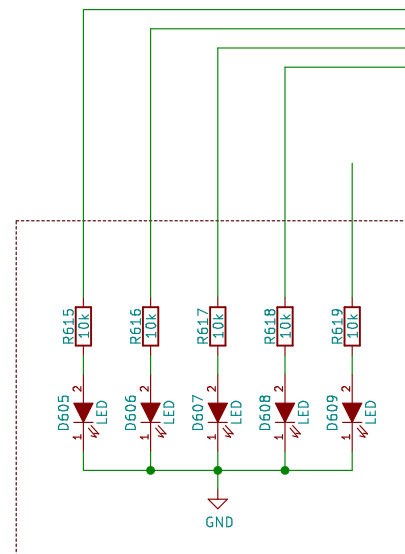 R615
10k
R616
10k
R617
10k
R618
10k
R619
10k
D605
2
1
LED
D606
2
1
LED
D607
2
1
LED
D608
2
1
LED
D609
2
1
LED
GND